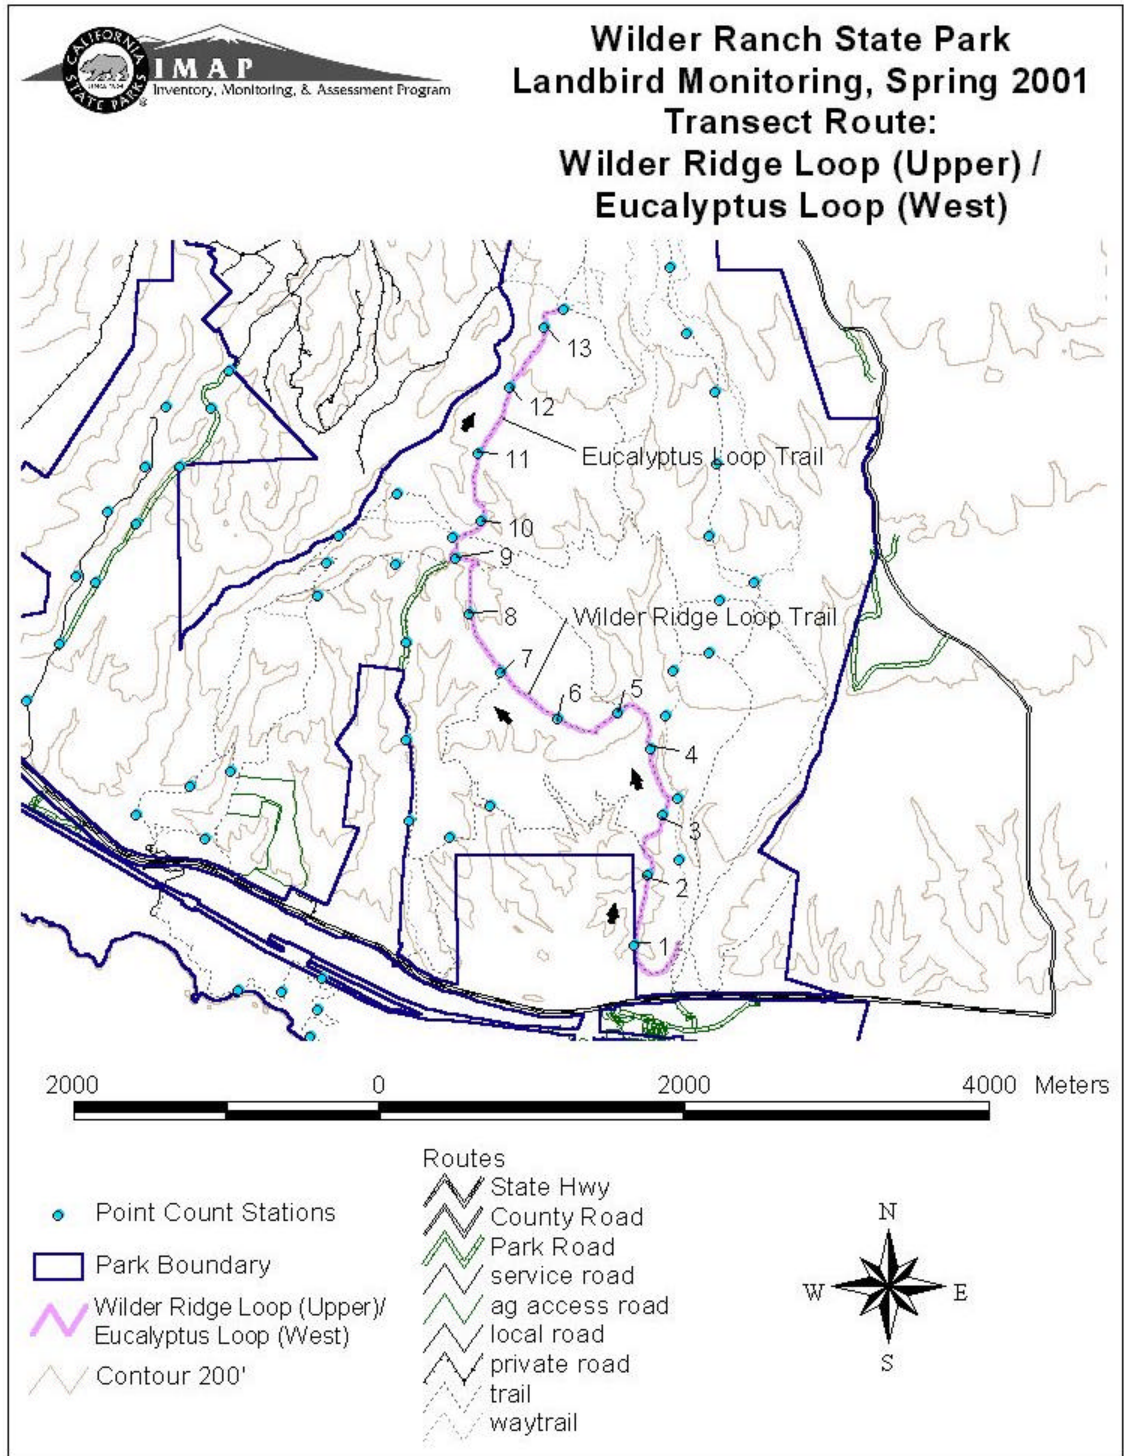 CALIFORNIA
STATE PARKS
IMAP
Inventory, Monitoring, & Assessment Program
Wilder Ranch State Park
Landbird Monitoring, Spring 2001
Transect Route:
Wilder Ridge Loop (Upper) /
Eucalyptus Loop (West)
13
12
Eucalyptus Loop Trail
11
10
9
8
Wilder Ridge Loop Trail
7
6
5
4
3
2
1
2000
0
2000
4000 Meters
Point Count Stations
Park Boundary
Wilder Ridge Loop (Upper)/
Eucalyptus Loop (West)
Contour 200'
Routes
State Hwy
County Road
Park Road
service road
ag access road
local road
private road
trail
waytrail
N
W
E
S